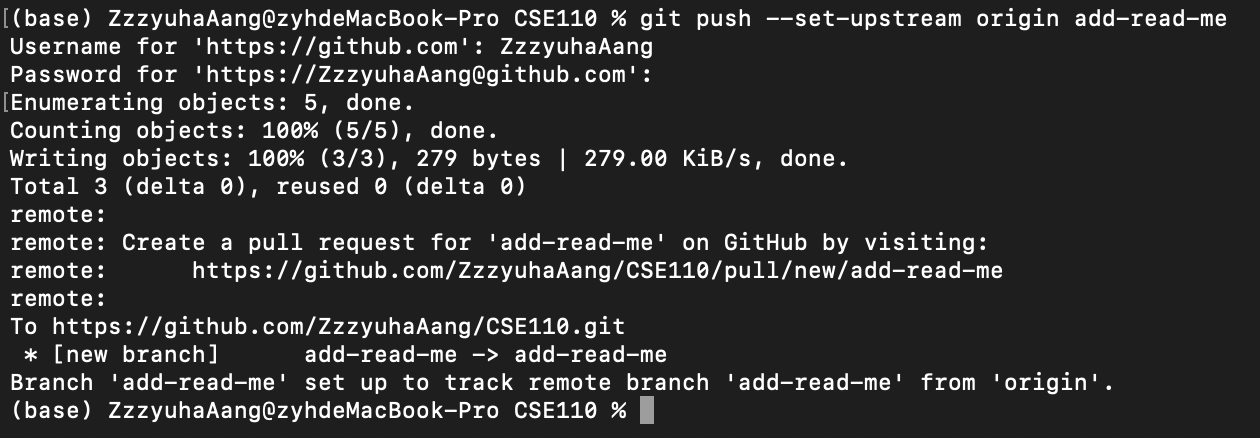 (base) ZzzyuhaAang@zyhdeMacBook-Pro CSE110 % git push --set-upstream origin add-read-me
Username for 'https://github.com': ZzzyuhaAang
Password for 'https://ZzzyuhaAang@github.com':
Enumerating objects: 5, done.
Counting objects: 100% (5/5), done.
Writing objects: 100% (3/3), 279 bytes | 279.00 KiB/s, done.
Total 3 (delta 0), reused 0 (delta 0)
remote:
remote: Create a pull request for 'add-read-me' on GitHub by visiting:
remote:      https://github.com/ZzzyuhaAang/CSE110/pull/new/add-read-me
remote:
To https://github.com/ZzzyuhaAang/CSE110.git
 * [new branch]      add-read-me -> add-read-me
Branch 'add-read-me' set up to track remote branch 'add-read-me' from 'origin'.
(base) ZzzyuhaAang@zyhdeMacBook-Pro CSE110 %